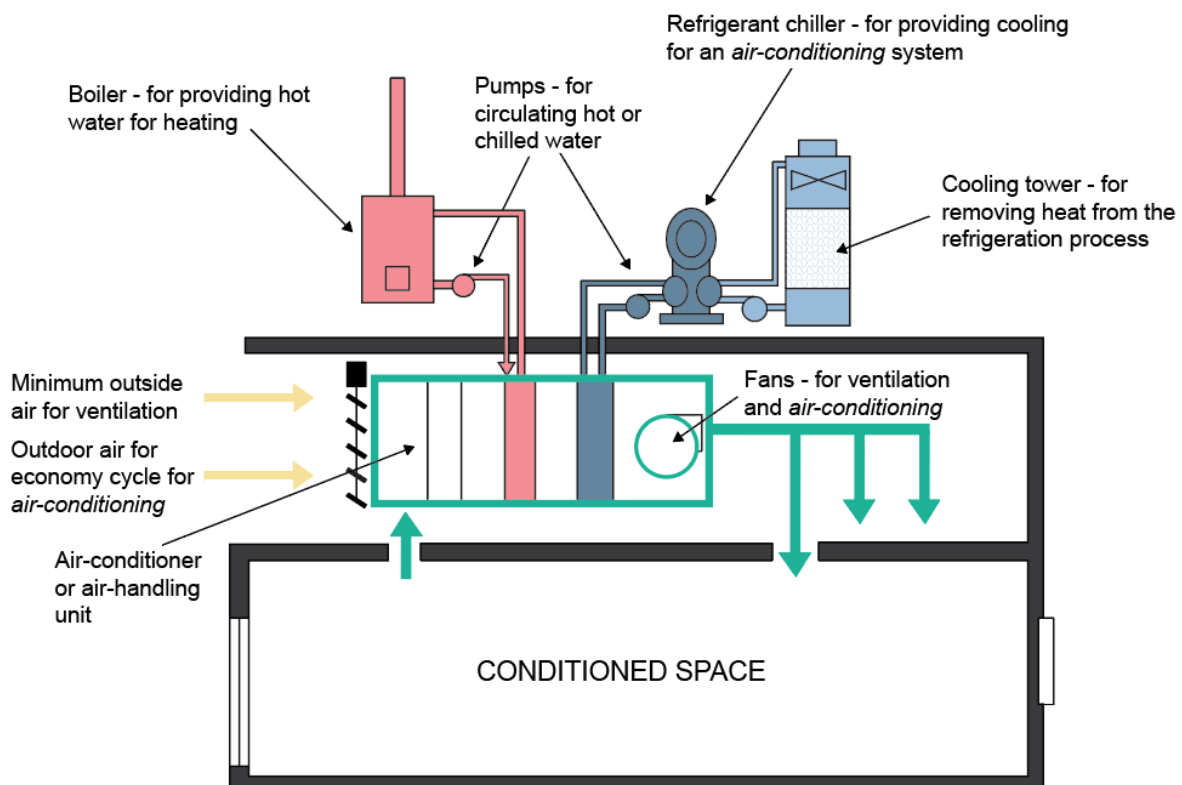 Refrigerant chiller - for providing cooling
for an air-conditioning system
Boiler - for providing hot
water for heating
Pumps - for
circulating hot or
chilled water
Cooling tower - for
removing heat from the
refrigeration process
Minimum outside
air for ventilation
Fans - for ventilation
and air-conditioning
Outdoor air for
economy cycle for
air-conditioning
Air-conditioner
or air-handling
unit
CONDITIONED SPACE